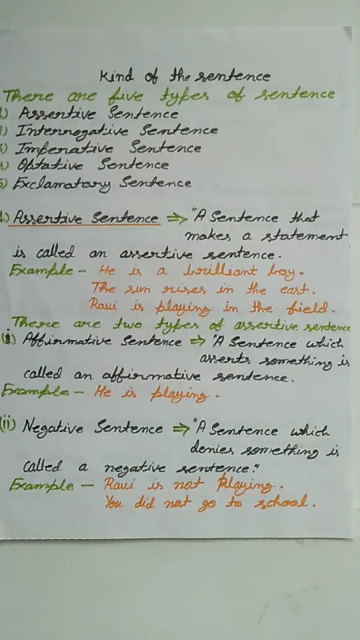 Kind of the sentence
There are five types of sentence
1) Assertive Sentence
2) Interregative Sentence
3) Imperative Sentence
4) Optative Sentence
5) Exclamatory Sentence
1) Assertive Sentence ⇒ "A Sentence that
makes a statement
is called an assertive sentence.
Example - He is a brilliant boy.
The sun rises in the east.
Ravi is playing in the field.
There are two types of assertive sentence
(i) Affirmative Sentence ⇒ "A Sentence which
asserts something is
called an affirmative sentence.
Example - He is playing.
(ii) Negative Sentence ⇒ "A Sentence which
denies something is
called a negative sentence."
Example - Ravi is not Playing.
You did not go to school.